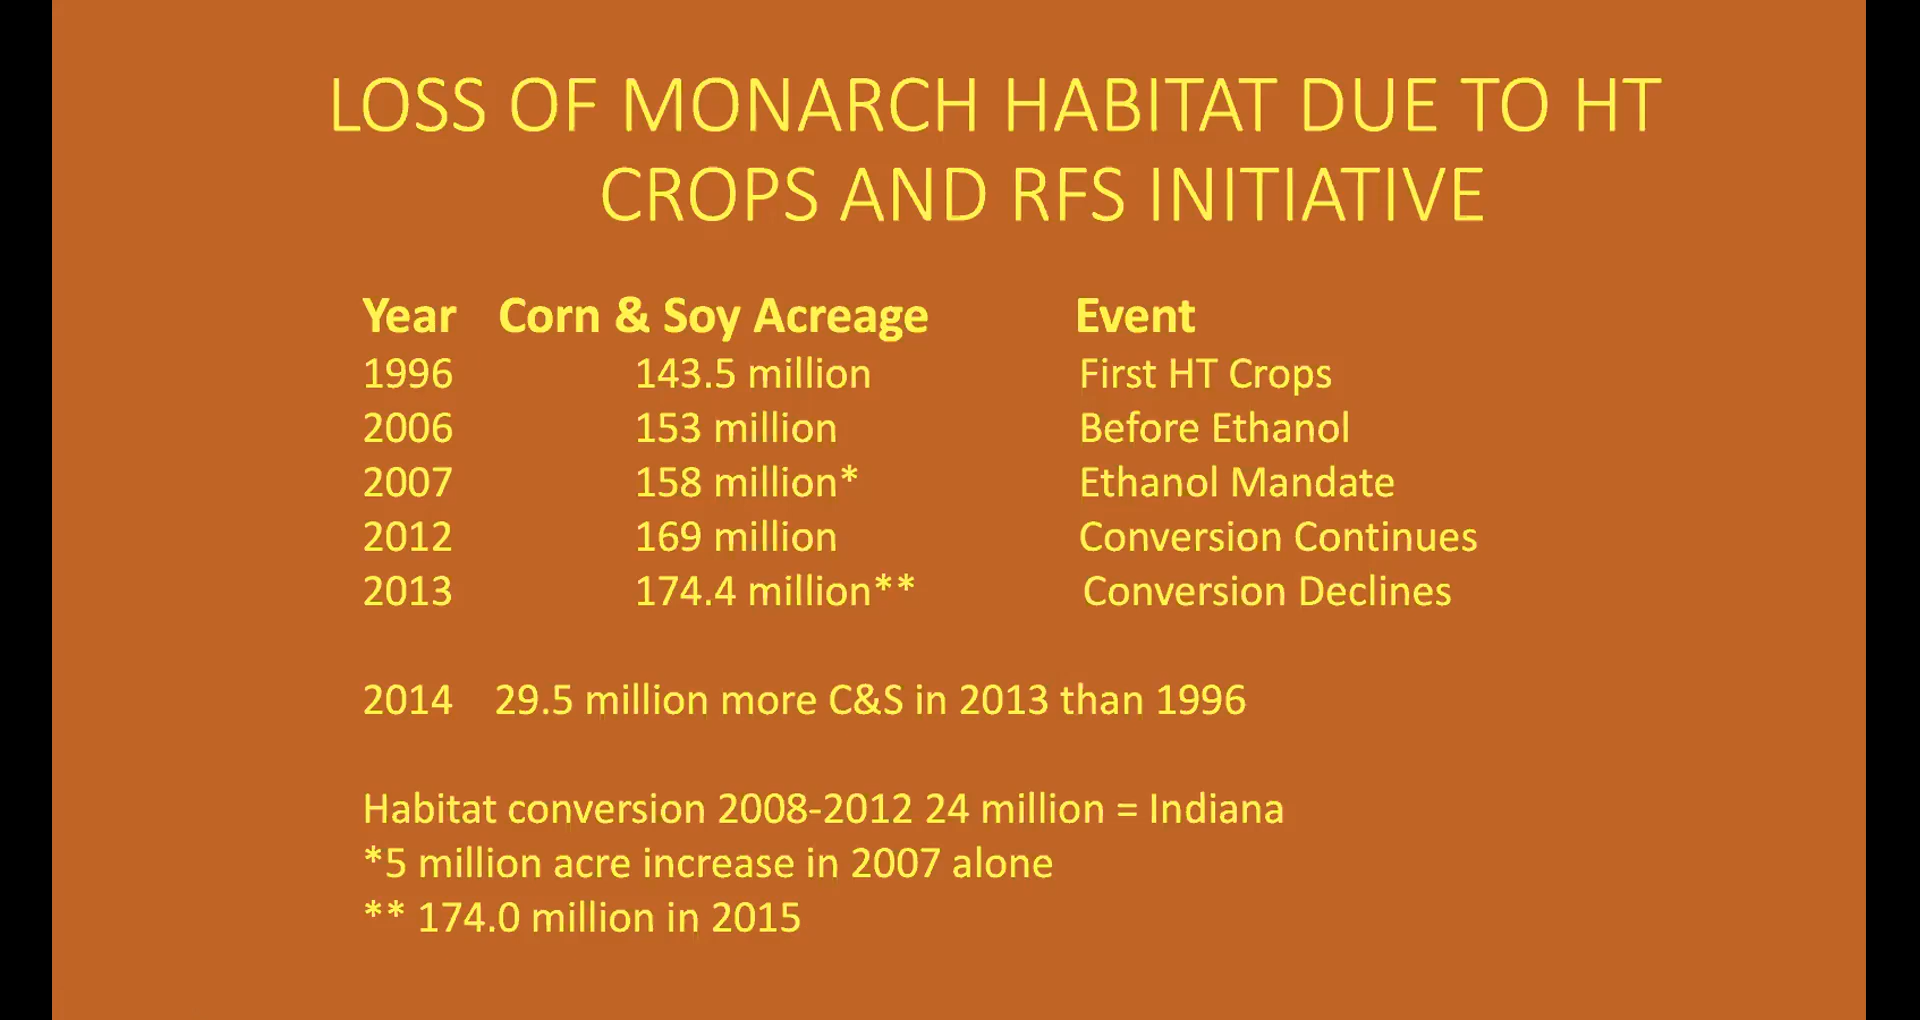 LOSS OF MONARCH HABITAT DUE TO HT
CROPS AND RFS INITIATIVE
Year Corn & Soy Acreage Event
1996 143.5 million First HT Crops
2006 153 million Before Ethanol
2007 158 million* Ethanol Mandate
2012 169 million Conversion Continues
2013 174.4 million** Conversion Declines
2014 29.5 million more C&S in 2013 than 1996
Habitat conversion 2008-2012 24 million = Indiana
*5 million acre increase in 2007 alone
** 174.0 million in 2015